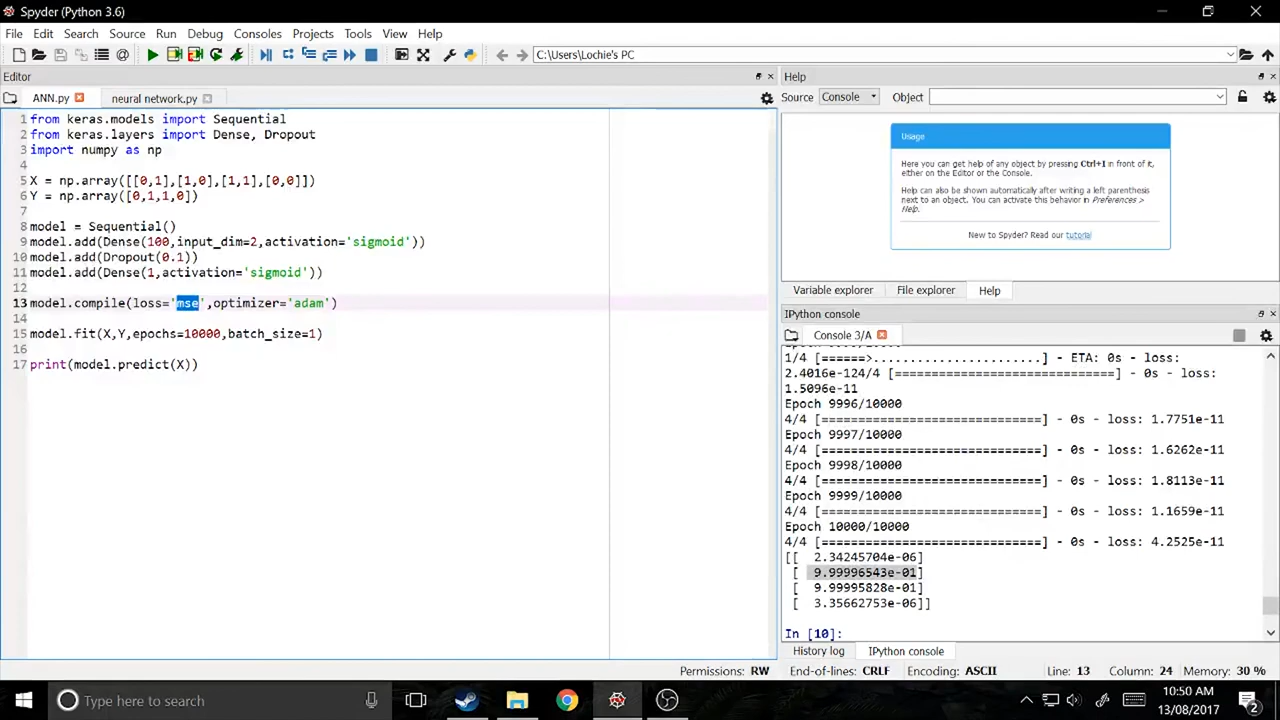 Spyder (Python 3.6)
File Edit Search Source Run Debug Consoles Projects Tools View Help
C:\Users\Lochie's PC
Editor
ANN.py
neural network.py
1 from keras.models import Sequential
2 from keras.layers import Dense, Dropout
3 import numpy as np
4
5 X = np.array([[0,1],[1,0],[1,1],[0,0]])
6 Y = np.array([0,1,1,0])
7
8 model = Sequential()
9 model.add(Dense(100,input_dim=2,activation='sigmoid'))
10 model.add(Dropout(0.1))
11 model.add(Dense(1,activation='sigmoid'))
12
13 model.compile(loss='mse',optimizer='adam')
14
15 model.fit(X,Y,epochs=10000,batch_size=1)
16
17 print(model.predict(X))
Help
Source Console Object
Usage
Here you can get help of any object by pressing Ctrl+I in front of it,
either on the Editor or the Console.
Help can also be shown automatically after writing a left parenthesis
next to an object. You can activate this behavior in Preferences >
Help.
New to Spyder? Read our tutorial
Variable explorer File explorer Help
IPython console
Console 3/A
1/4 [======>.......................] - ETA: 0s - loss:
2.4016e-124/4 [==============================] - 0s - loss:
1.5096e-11
Epoch 9996/10000
4/4 [==============================] - 0s - loss: 1.7751e-11
Epoch 9997/10000
4/4 [==============================] - 0s - loss: 1.6262e-11
Epoch 9998/10000
4/4 [==============================] - 0s - loss: 1.8113e-11
Epoch 9999/10000
4/4 [==============================] - 0s - loss: 1.1659e-11
Epoch 10000/10000
4/4 [==============================] - 0s - loss: 4.2525e-11
[[ 2.34245704e-06]
[ 9.99996543e-01]
[ 9.99995828e-01]
[ 3.35662753e-06]]
In [10]:
History log IPython console
Permissions: RW End-of-lines: CRLF Encoding: ASCII Line: 13 Column: 24 Memory: 30 %
Type here to search
10:50 AM
13/08/2017
2